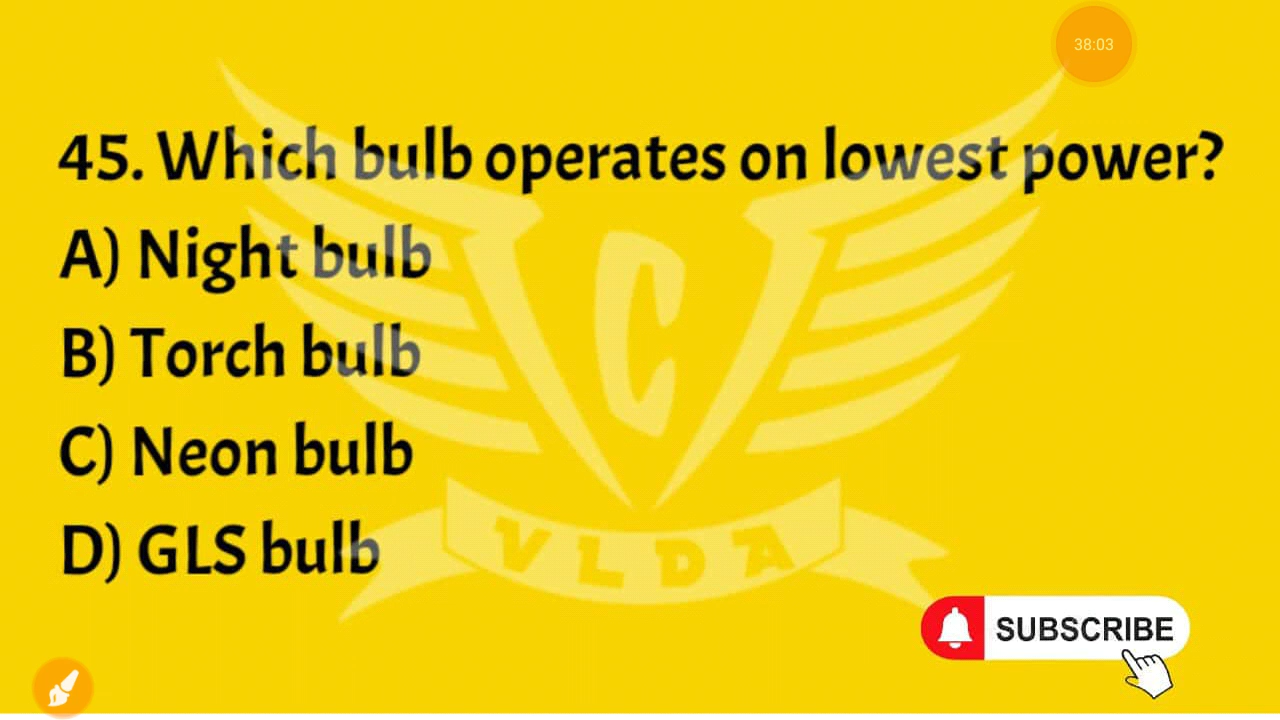 38:03
45. Which bulb operates on lowest power?
A) Night bulb
B) Torch bulb
C) Neon bulb
D) GLS bulb
C
VLDA
SUBSCRIBE